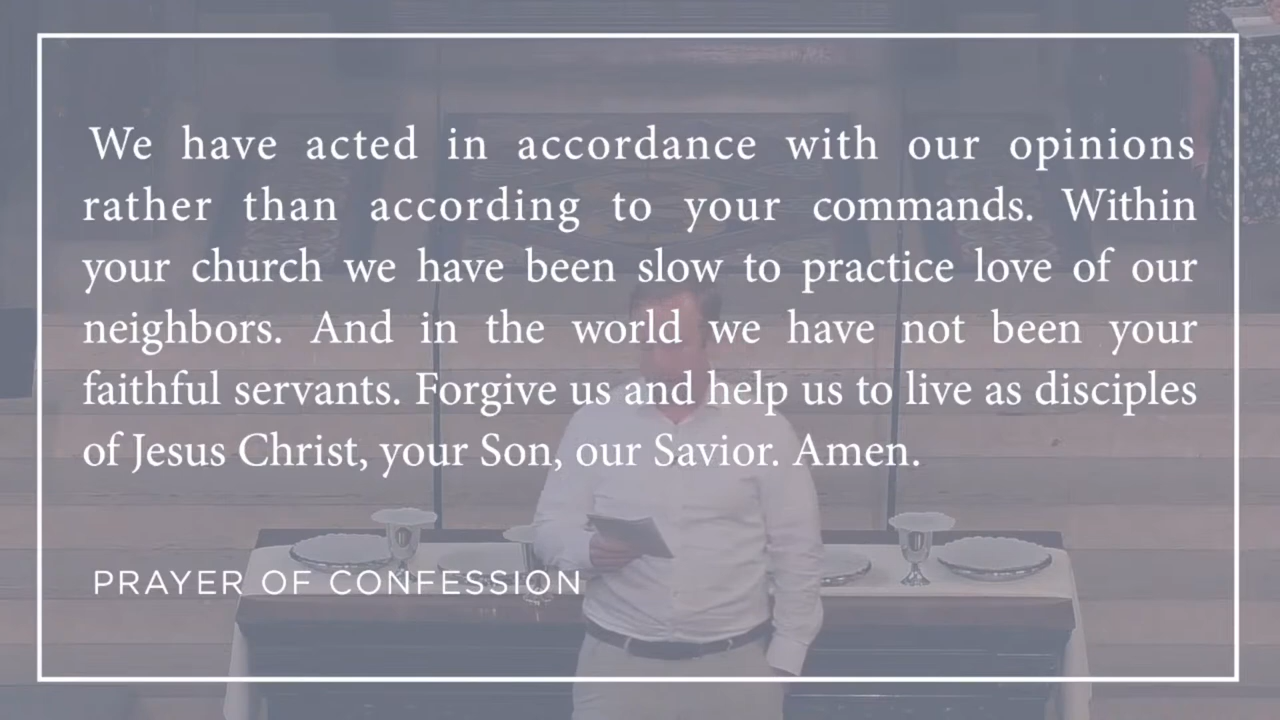 We have acted in accordance with our opinions
rather than according to your commands. Within
your church we have been slow to practice love of our
neighbors. And in the world we have not been your
faithful servants. Forgive us and help us to live as disciples
of Jesus Christ, your Son, our Savior. Amen.
PRAYER OF CONFESSION